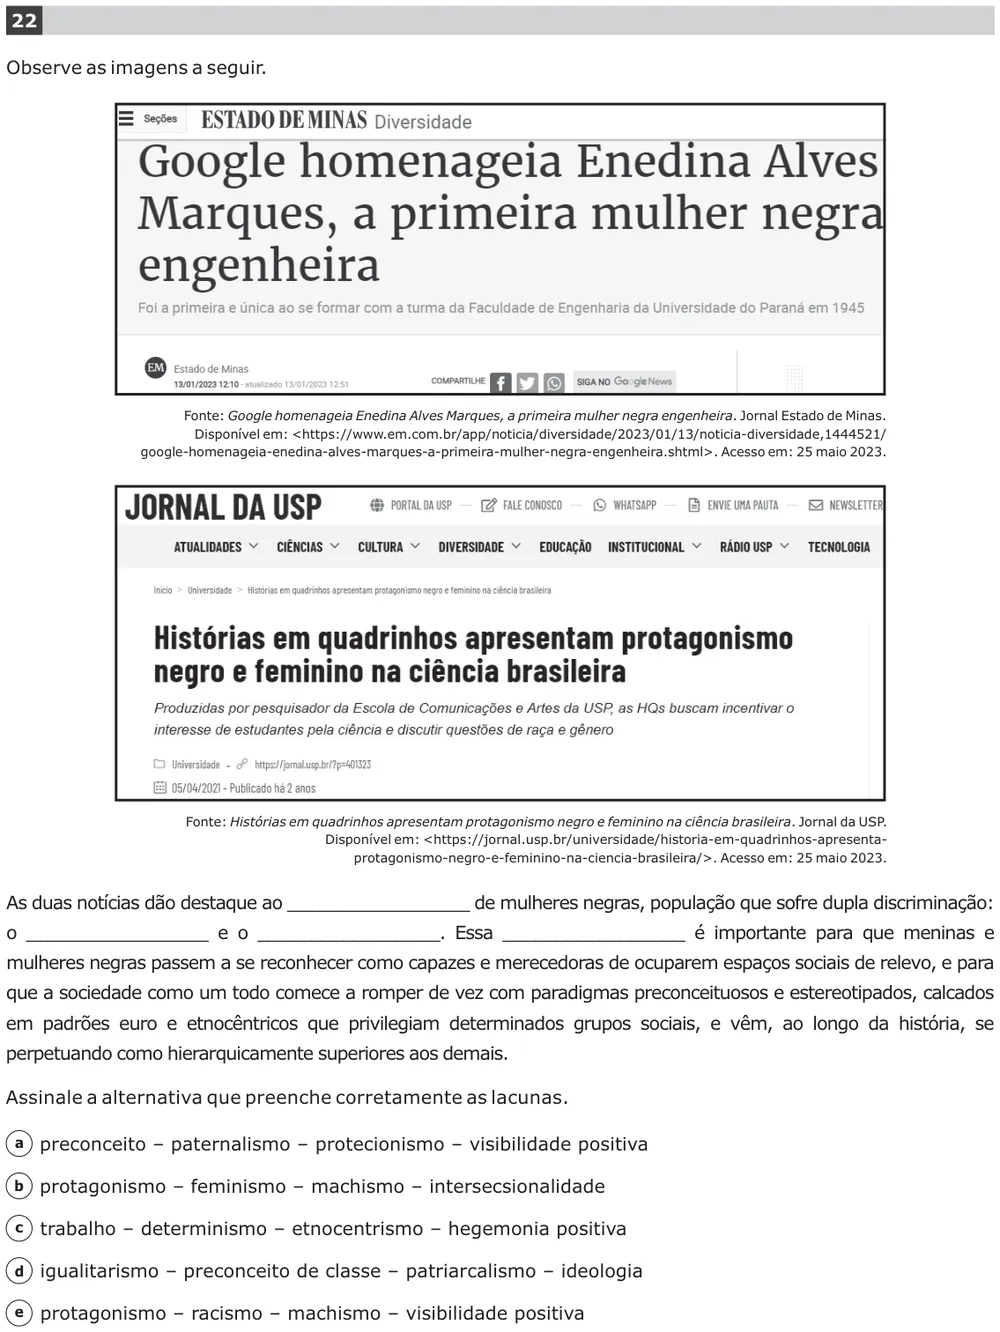 22
Observe as imagens a seguir.
Seções ESTADO DE MINAS Diversidade
Google homenageia Enedina Alves
Marques, a primeira mulher negra
engenheira
Foi a primeira e única ao se formar com a turma da Faculdade de Engenharia da Universidade do Paraná em 1945
EM Estado de Minas
13/01/2023 12:10 - atualizado 13/01/2023 12:51
COMPARTILHE SIGA NO Google News
Fonte: Google homenageia Enedina Alves Marques, a primeira mulher negra engenheira. Jornal Estado de Minas.
Disponível em: <https://www.em.com.br/app/noticia/diversidade/2023/01/13/noticia-diversidade,1444521/
google-homenageia-enedina-alves-marques-a-primeira-mulher-negra-engenheira.shtml>. Acesso em: 25 maio 2023.
JORNAL DA USP PORTAL DA USP FALE CONOSCO WHATSAPP ENVIE UMA PAUTA NEWSLETTER
ATUALIDADES CIÊNCIAS CULTURA DIVERSIDADE EDUCAÇÃO INSTITUCIONAL RÁDIO USP TECNOLOGIA
Início > Universidade > Histórias em quadrinhos apresentam protagonismo negro e feminino na ciência brasileira
Histórias em quadrinhos apresentam protagonismo
negro e feminino na ciência brasileira
Produzidas por pesquisador da Escola de Comunicações e Artes da USP, as HQs buscam incentivar o
interesse de estudantes pela ciência e discutir questões de raça e gênero
Universidade - https://jornal.usp.br/?p=401323
05/04/2021 - Publicado há 2 anos
Fonte: Histórias em quadrinhos apresentam protagonismo negro e feminino na ciência brasileira. Jornal da USP.
Disponível em: <https://jornal.usp.br/universidade/historia-em-quadrinhos-apresenta-
protagonismo-negro-e-feminino-na-ciencia-brasileira/>. Acesso em: 25 maio 2023.
As duas notícias dão destaque ao __________________ de mulheres negras, população que sofre dupla discriminação:
o __________________ e o __________________. Essa __________________ é importante para que meninas e
mulheres negras passem a se reconhecer como capazes e merecedoras de ocuparem espaços sociais de relevo, e para
que a sociedade como um todo comece a romper de vez com paradigmas preconceituosos e estereotipados, calcados
em padrões euro e etnocêntricos que privilegiam determinados grupos sociais, e vêm, ao longo da história, se
perpetuando como hierarquicamente superiores aos demais.
Assinale a alternativa que preenche corretamente as lacunas.
a preconceito – paternalismo – protecionismo – visibilidade positiva
b protagonismo – feminismo – machismo – intersecsionalidade
c trabalho – determinismo – etnocentrismo – hegemonia positiva
d igualitarismo – preconceito de classe – patriarcalismo – ideologia
e protagonismo – racismo – machismo – visibilidade positiva